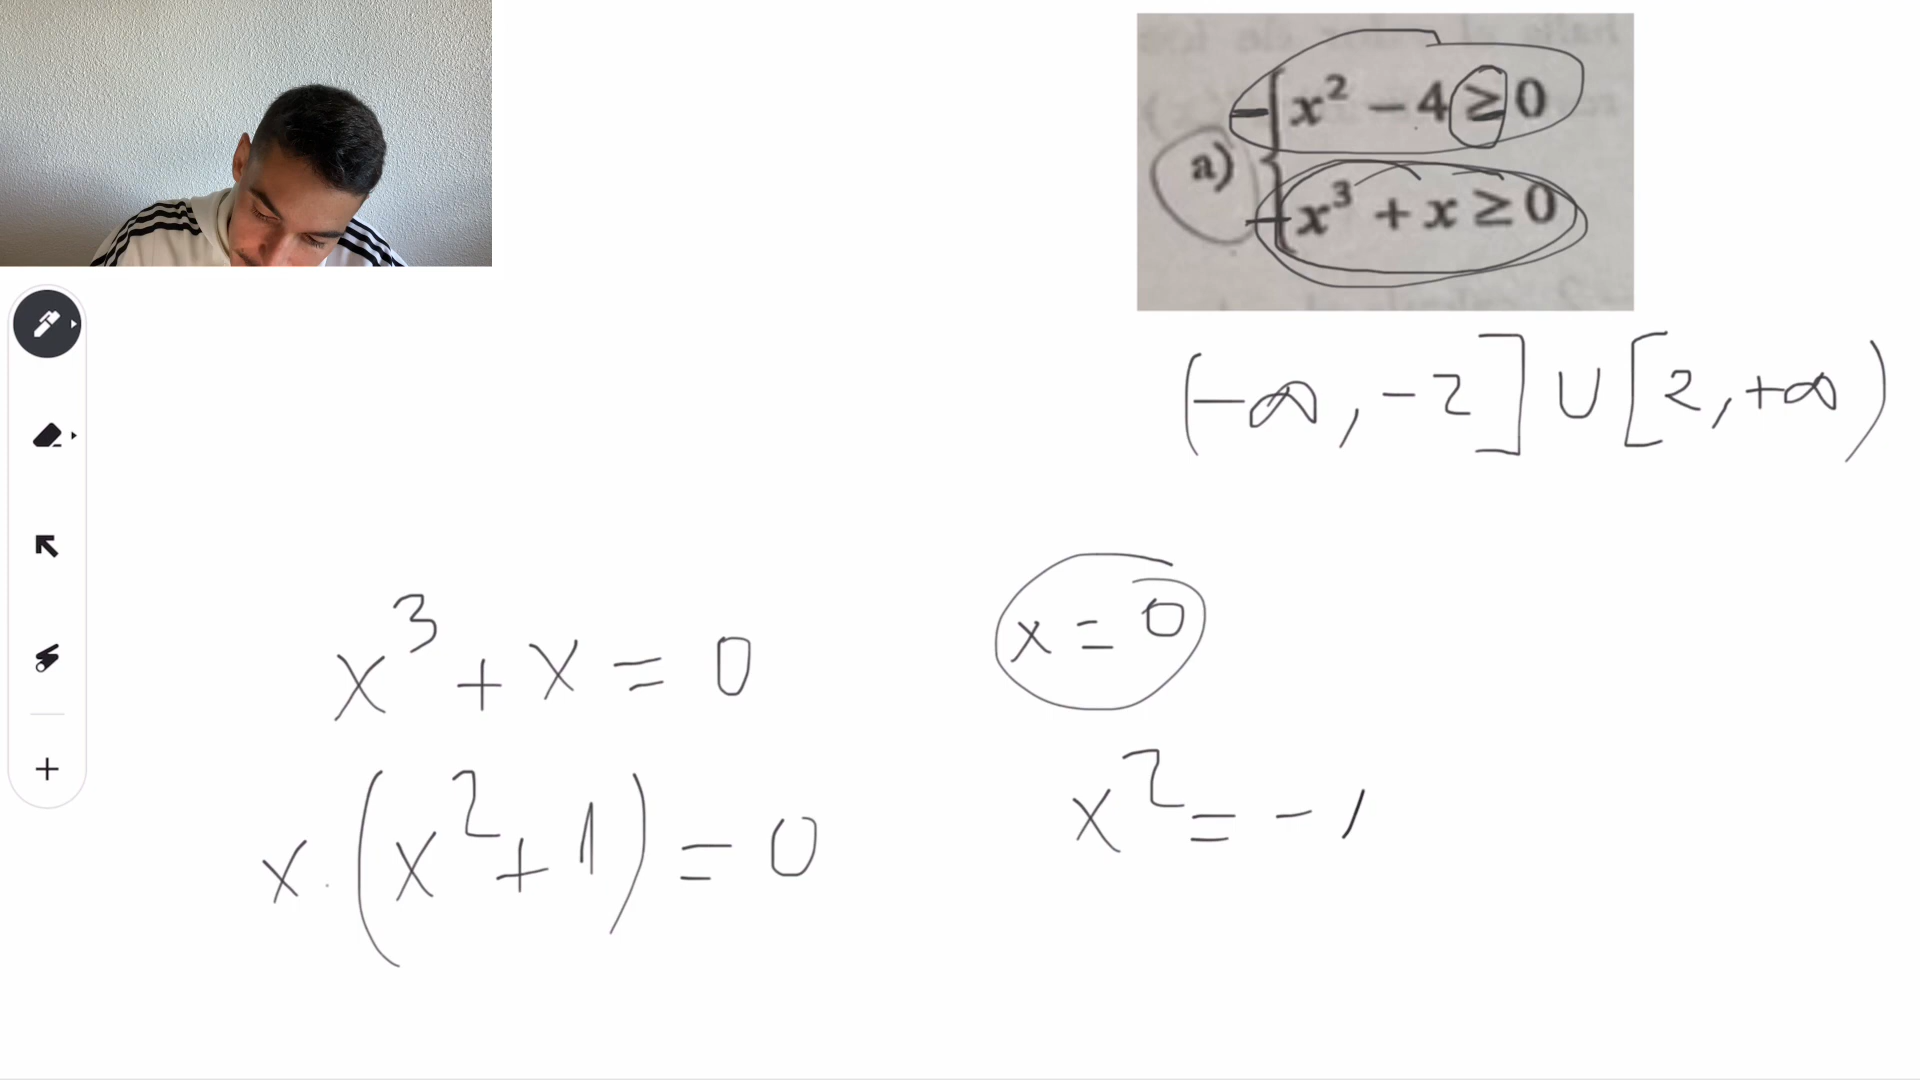 a) { x² − 4 ≥ 0
x³ + x ≥ 0
(-∞, -2] ∪ [2, +∞)
x³ + x = 0
x = 0
x · (x² + 1) = 0
x² = -1